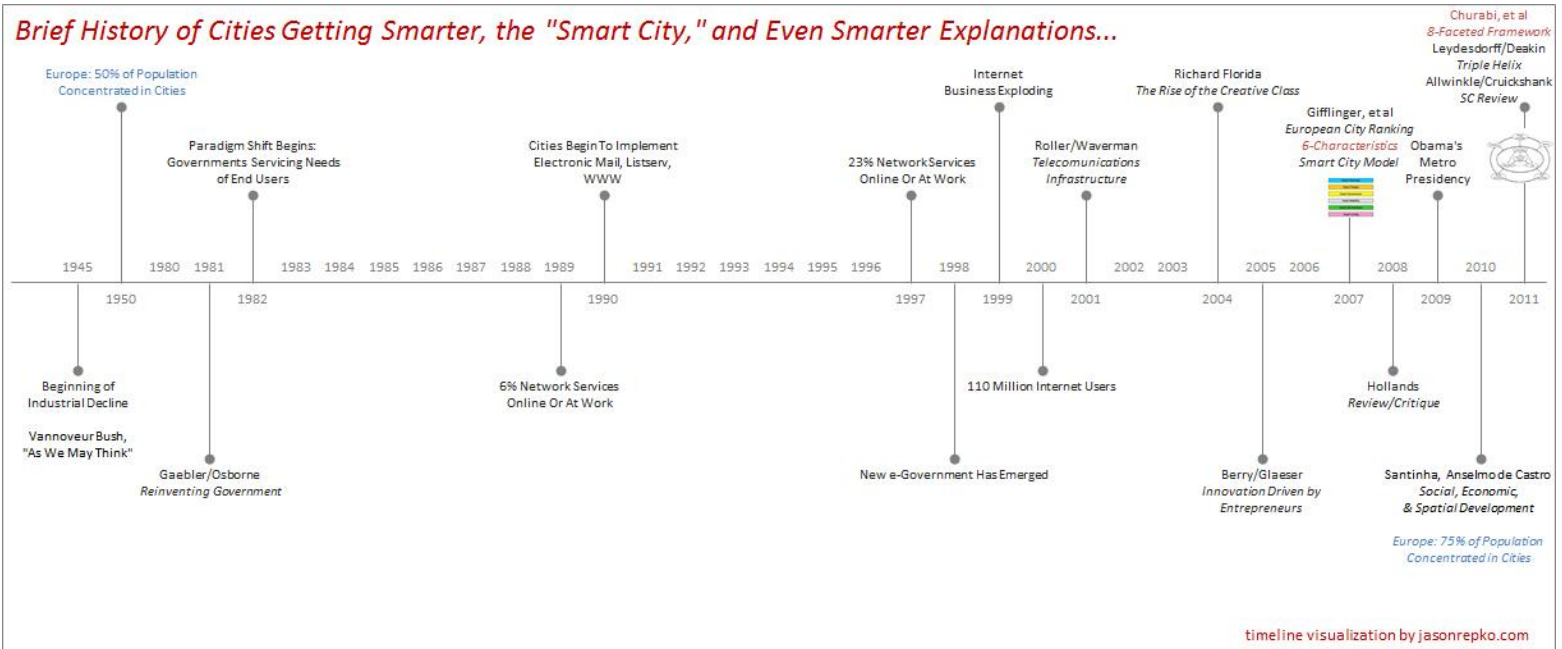 Brief History of Cities Getting Smarter, the "Smart City," and Even Smarter Explanations...
Europe: 50% of Population
Concentrated in Cities
Paradigm Shift Begins:
Governments Servicing Needs
of End Users
Cities Begin To Implement
Electronic Mail, Listserv,
WWW
23% Network Services
Online Or At Work
Internet
Business Exploding
Roller/Waverman
Telecomunications
Infrastructure
Richard Florida
The Rise of the Creative Class
Gifflinger, et al
European City Ranking
6-Characteristics
Smart City Model
Obama's
Metro
Presidency
Churabi, et al
8-Faceted Framework
Leydesdorff/Deakin
Triple Helix
Allwinkle/Cruickshank
SC Review
1945 1980 1981 1983 1984 1985 1986 1987 1988 1989 1991 1992 1993 1994 1995 1996 1998 2000 2002 2003 2005 2006 2008 2010
1950 1982 1990 1997 1999 2001 2004 2007 2009 2011
Beginning of
Industrial Decline
Vannoveur Bush,
"As We May Think"
Gaebler/Osborne
Reinventing Government
6% Network Services
Online Or At Work
New e-Government Has Emerged
110 Million Internet Users
Berry/Glaeser
Innovation Driven by
Entrepreneurs
Hollands
Review/Critique
Santinha, Anselmo de Castro
Social, Economic,
& Spatial Development
Europe: 75% of Population
Concentrated in Cities
timeline visualization by jasonrepko.com